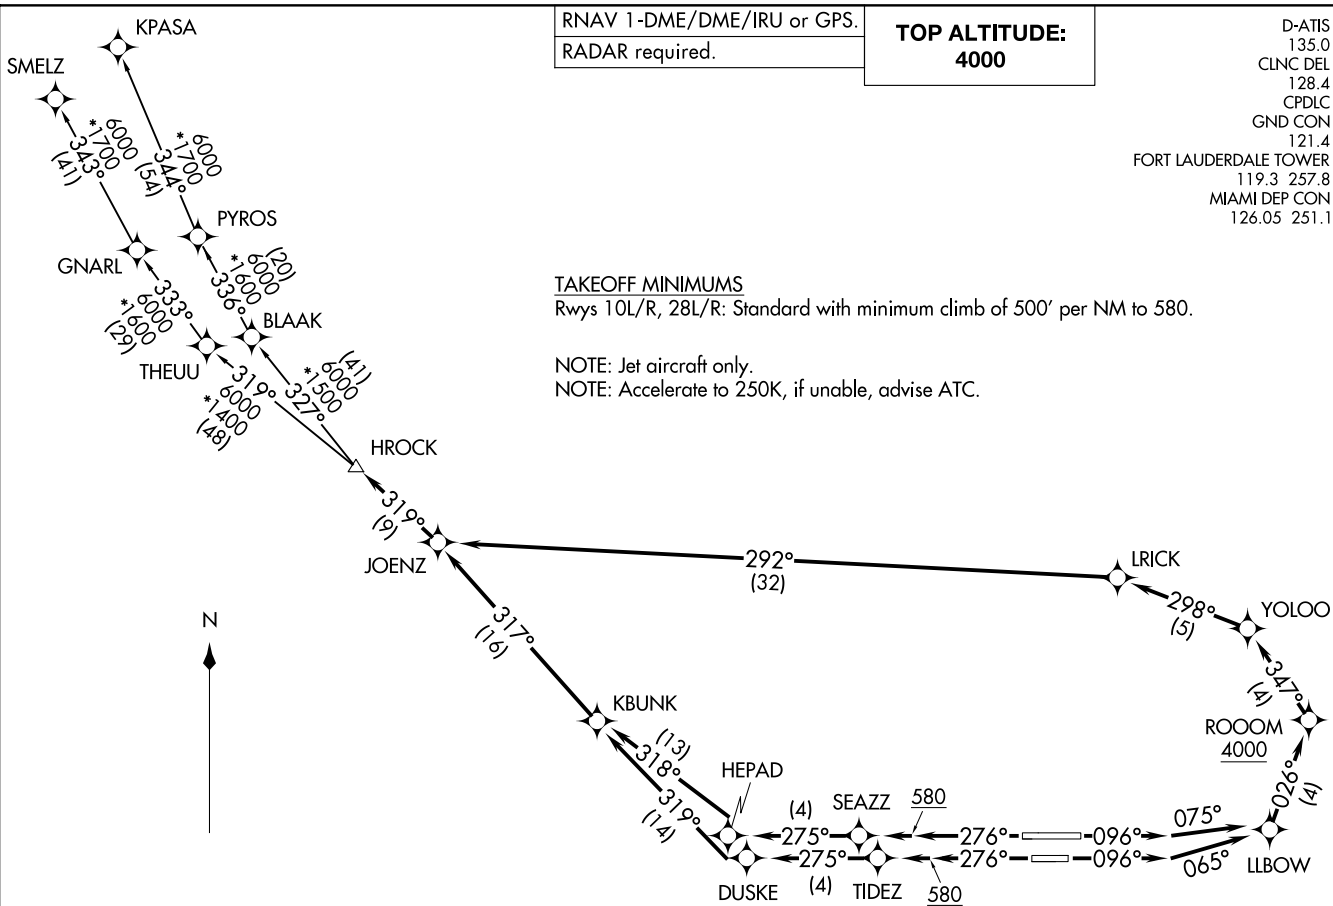 RNAV 1-DME/DME/IRU or GPS.
RADAR required.
TOP ALTITUDE:
4000
D-ATIS
135.0
CLNC DEL
128.4
CPDLC
GND CON
121.4
FORT LAUDERDALE TOWER
119.3 257.8
MIAMI DEP CON
126.05 251.1
KPASA
SMELZ
6000
*1700
343°
(41)
6000
*1700
344°
(54)
PYROS
GNARL
(20)
6000
*1600
336°
333°
6000
*1600
(29)
BLAAK
THEUU
(41)
6000
*1500
327°
319°
6000
*1400
(48)
TAKEOFF MINIMUMS
Rwys 10L/R, 28L/R: Standard with minimum climb of 500' per NM to 580.
NOTE: Jet aircraft only.
NOTE: Accelerate to 250K, if unable, advise ATC.
HROCK
319°
(9)
JOENZ
292°
(32)
LRICK
298°
(5)
YOLOO
N
317°
(16)
347°
(4)
KBUNK
ROOOM
4000
(13)
318°
HEPAD
319°
(14)
026°
(4)
SEAZZ
580
(4)
275°
276°
096°
075°
275°
(4)
276°
096°
065°
LLBOW
DUSKE
TIDEZ
580